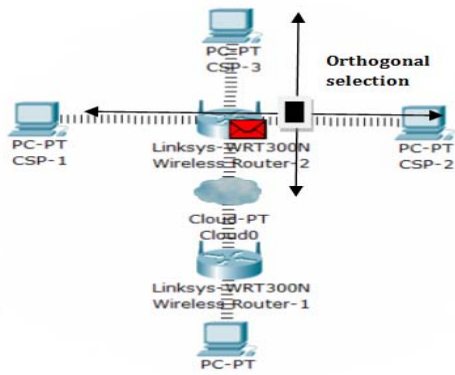 PC-PT
CSP-3
Orthogonal
selection
PC-PT
CSP-1
Linksys-WRT300N
Wireless Router-2
PC-PT
CSP-2
Cloud-PT
Cloud0
Linksys-WRT300N
Wireless Router-1
PC-PT